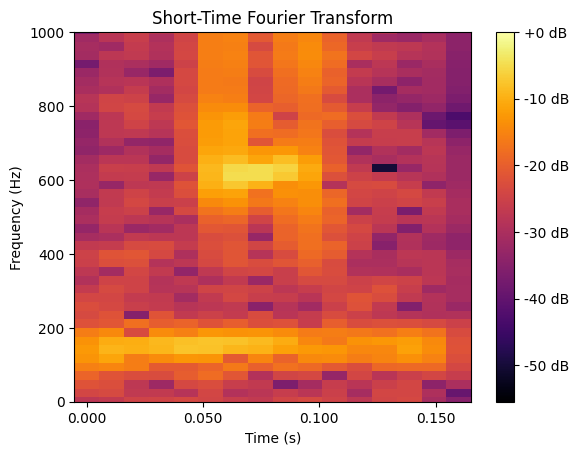 Short-Time Fourier Transform
1000
800
600
400
200
0
Frequency (Hz)
0.000
0.050
0.100
0.150
Time (s)
+0 dB
-10 dB
-20 dB
-30 dB
-40 dB
-50 dB